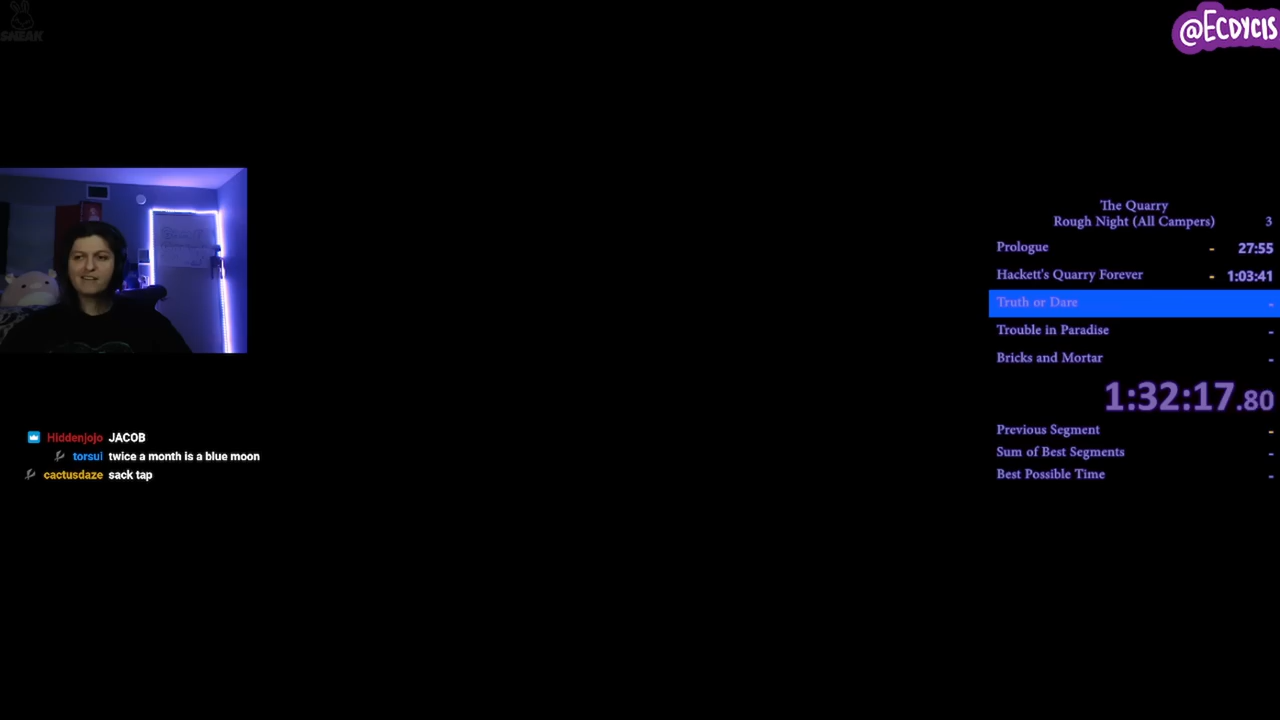 SNEAK
@ECDYCIS
The Quarry
Rough Night (All Campers) 3
Prologue - 27:55
Hackett's Quarry Forever - 1:03:41
Truth or Dare -
Trouble in Paradise -
Bricks and Mortar -
1:32:17.80
Previous Segment -
Sum of Best Segments -
Best Possible Time -
Hiddenjojo JACOB
torsui twice a month is a blue moon
cactusdaze sack tap